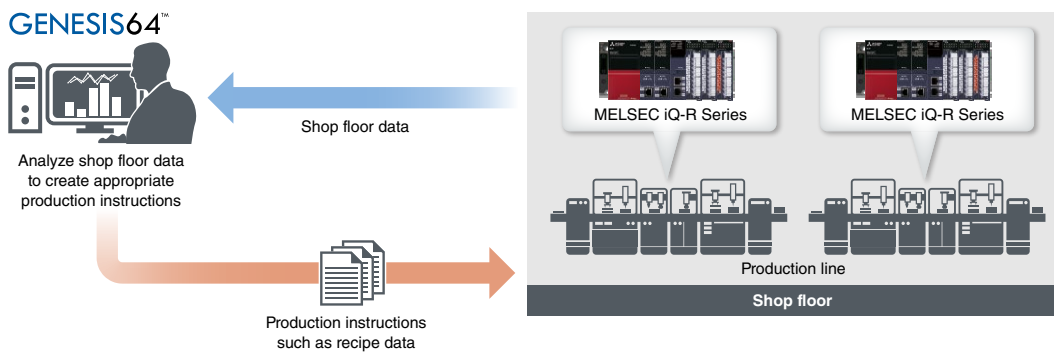 GENESIS64™
Analyze shop floor data
to create appropriate
production instructions
Shop floor data
Production instructions
such as recipe data
MELSEC iQ-R Series
MELSEC iQ-R Series
Production line
Shop floor